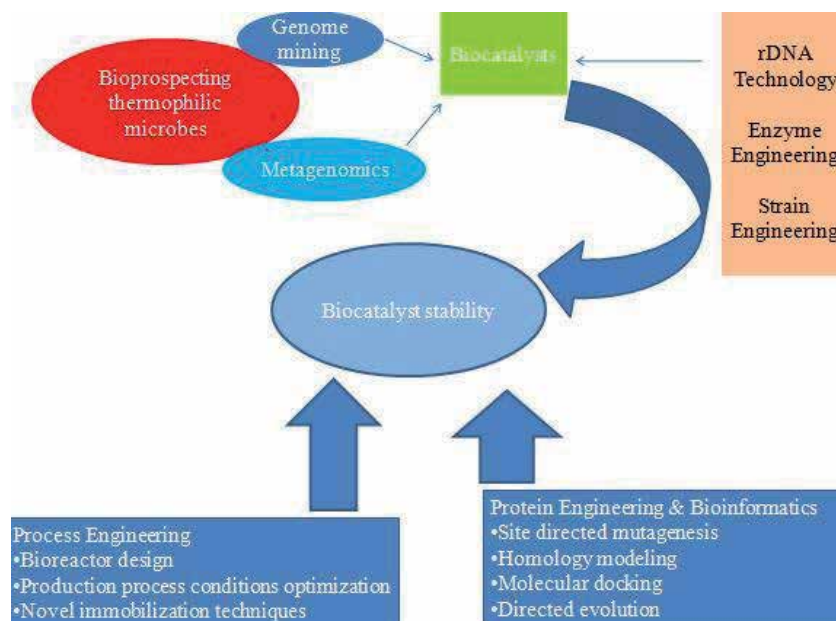 Genome
mining
Biocatalysts
Bioprospecting
thermophilic
microbes
Metagenomics
rDNA
Technology
Enzyme
Engineering
Strain
Engineering
Biocatalyst stability
Process Engineering
•Bioreactor design
•Production process conditions optimization
•Novel immobilization techniques
Protein Engineering & Bioinformatics
•Site directed mutagenesis
•Homology modeling
•Molecular docking
•Directed evolution